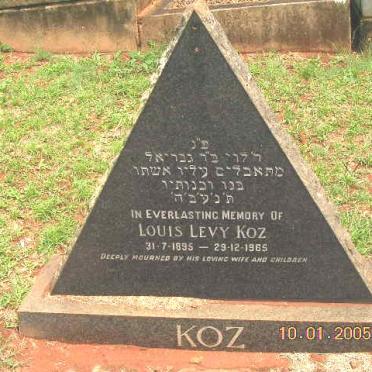 פ"נ
ר' לוי ב"ר גבריאל
מתאבלים עליו אשתו
בנו ובנותיו
ת'נ'צ'ב'ה'
IN EVERLASTING MEMORY OF
LOUIS LEVY KOZ
31·7·1895 — 29·12·1965
DEEPLY MOURNED BY HIS LOVING WIFE AND CHILDREN
KOZ
10.01.2005